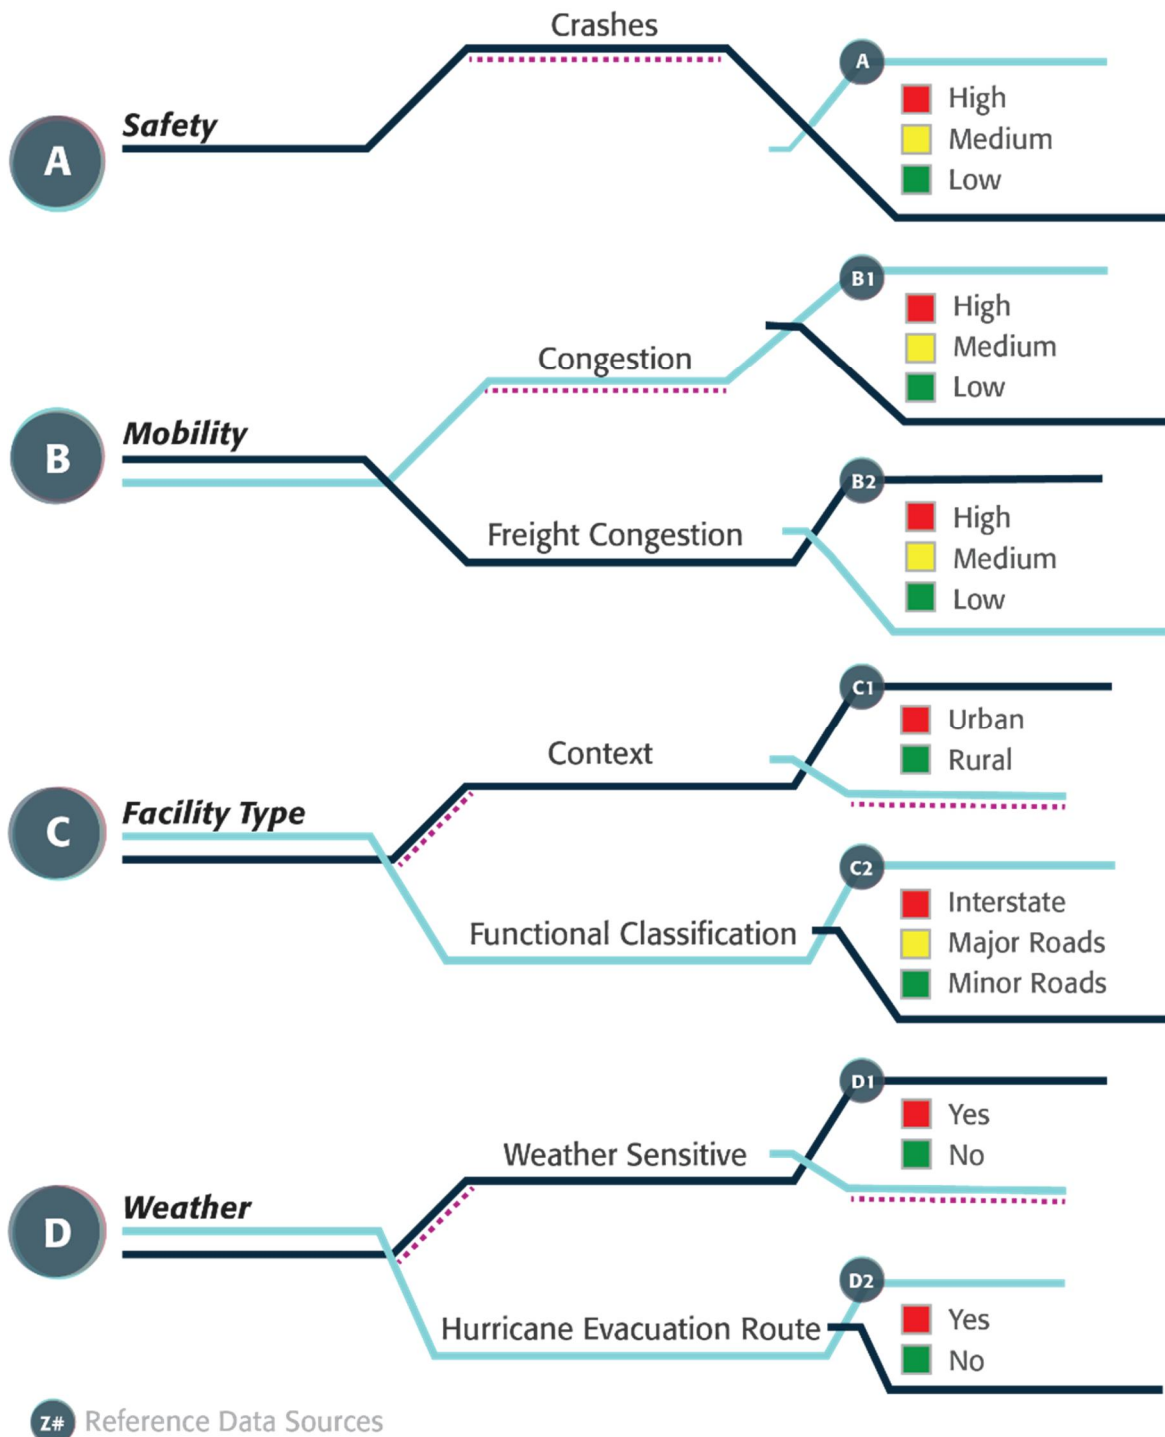 Crashes
A
Safety
A
High
Medium
Low
B1
High
Medium
Low
Congestion
B
Mobility
B2
Freight Congestion
High
Medium
Low
C1
Urban
Rural
Context
C
Facility Type
C2
Functional Classification
Interstate
Major Roads
Minor Roads
D1
Yes
No
Weather Sensitive
D
Weather
D2
Hurricane Evacuation Route
Yes
No
Z# Reference Data Sources